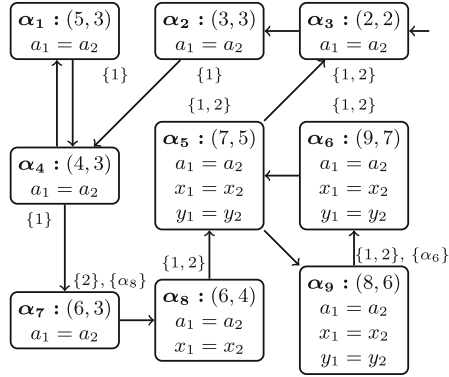 α₁ : (5, 3)
a₁ = a₂
α₂ : (3, 3)
a₁ = a₂
α₃ : (2, 2)
a₁ = a₂
{1}
{1}
{1, 2}
{1, 2}
{1, 2}
α₄ : (4, 3)
a₁ = a₂
α₅ : (7, 5)
a₁ = a₂
x₁ = x₂
y₁ = y₂
α₆ : (9, 7)
a₁ = a₂
x₁ = x₂
y₁ = y₂
{1}
{2}, {α₈}
{1, 2}
{1, 2}, {α₆}
α₇ : (6, 3)
a₁ = a₂
α₈ : (6, 4)
a₁ = a₂
x₁ = x₂
α₉ : (8, 6)
a₁ = a₂
x₁ = x₂
y₁ = y₂